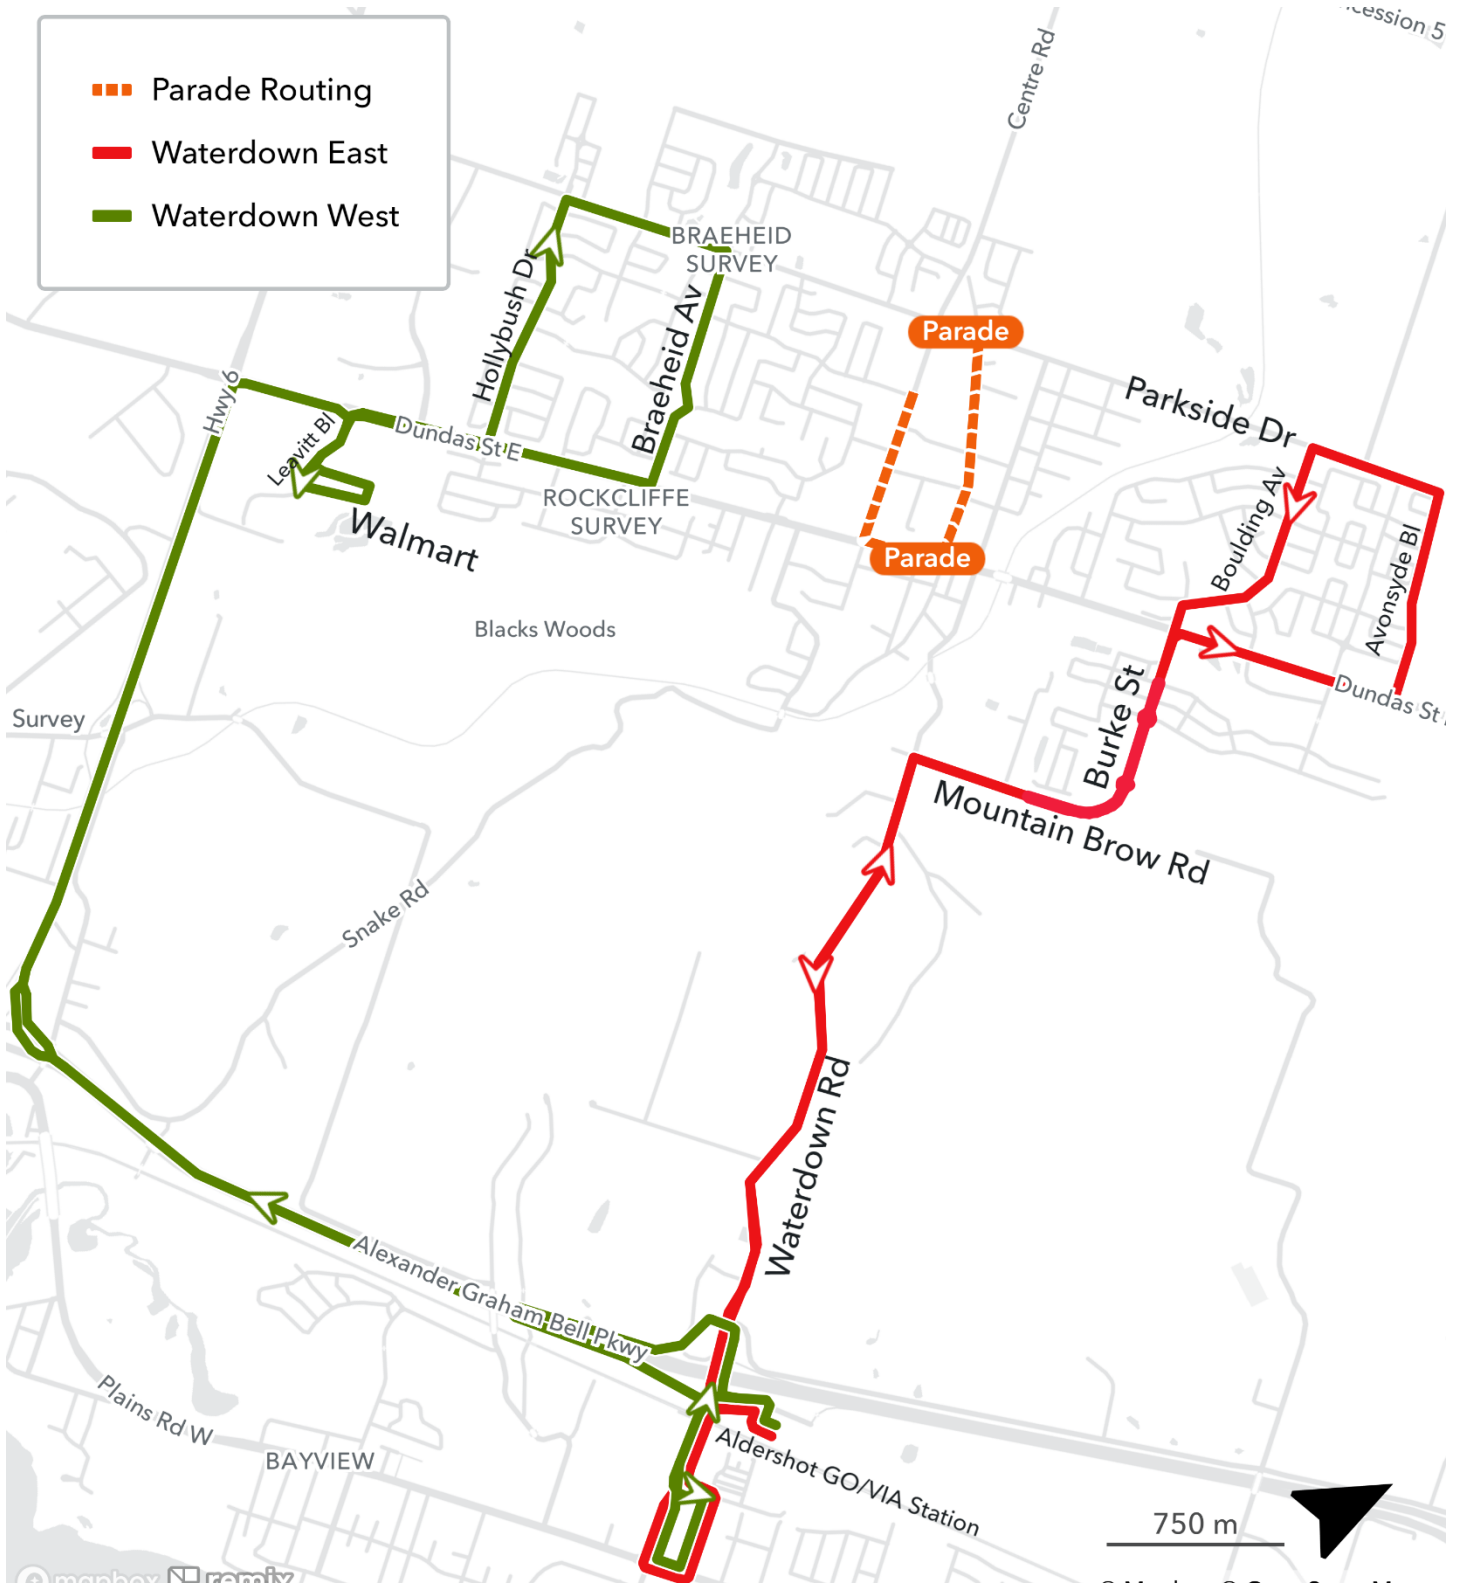 Parade Routing
Waterdown East
Waterdown West
Centre Rd
BRAEHEID
SURVEY
Hollybush Dr
Braeheid Av
Parade
Hwy 6
Leavitt Bl
Dundas St E
ROCKCLIFFE
SURVEY
Walmart
Parade
Parkside Dr
Boulding Av
Avonsyde Bl
Blacks Woods
Survey
Burke St
Dundas St
Mountain Brow Rd
Snake Rd
Waterdown Rd
Alexander Graham Bell Pkwy
Plains Rd W
BAYVIEW
Aldershot GO/VIA Station
750 m
mapbox
remix